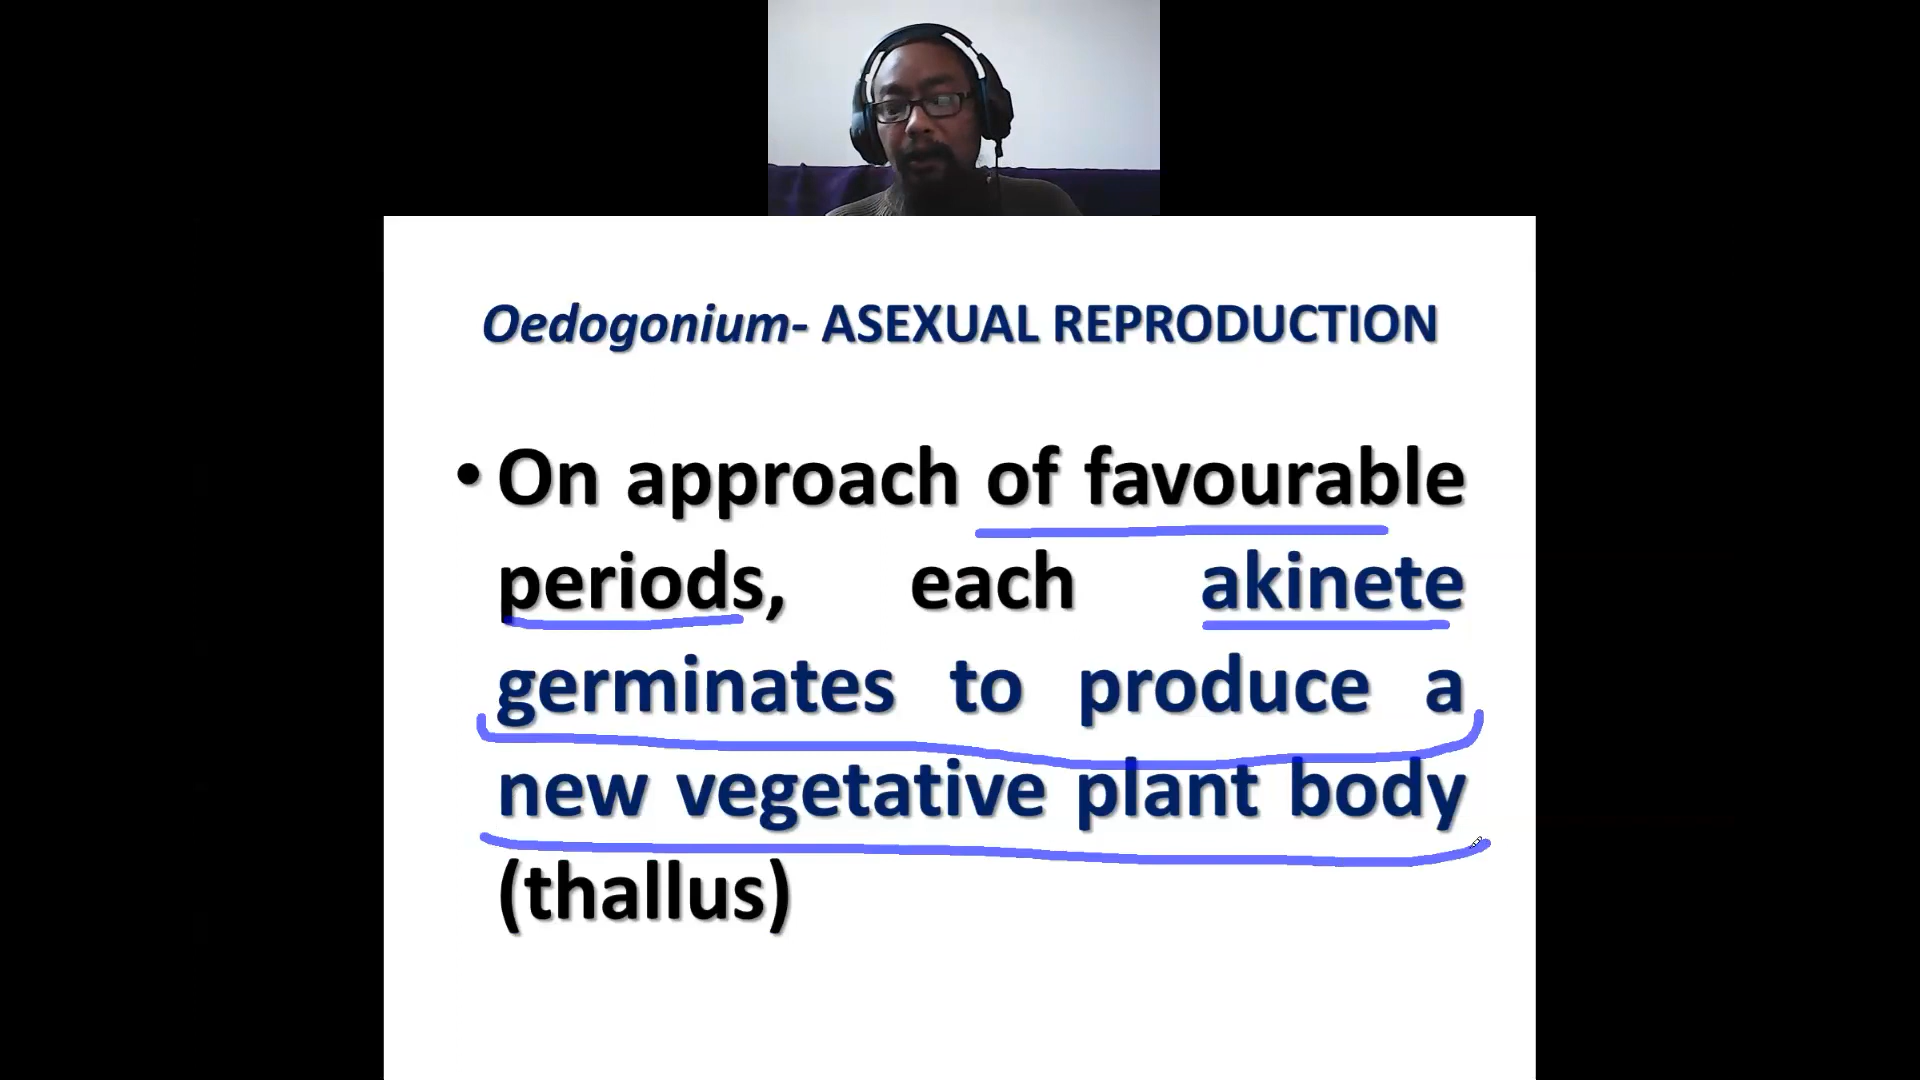 Oedogonium- ASEXUAL REPRODUCTION
• On approach of favourable
periods, each akinete
germinates to produce a
new vegetative plant body
(thallus)